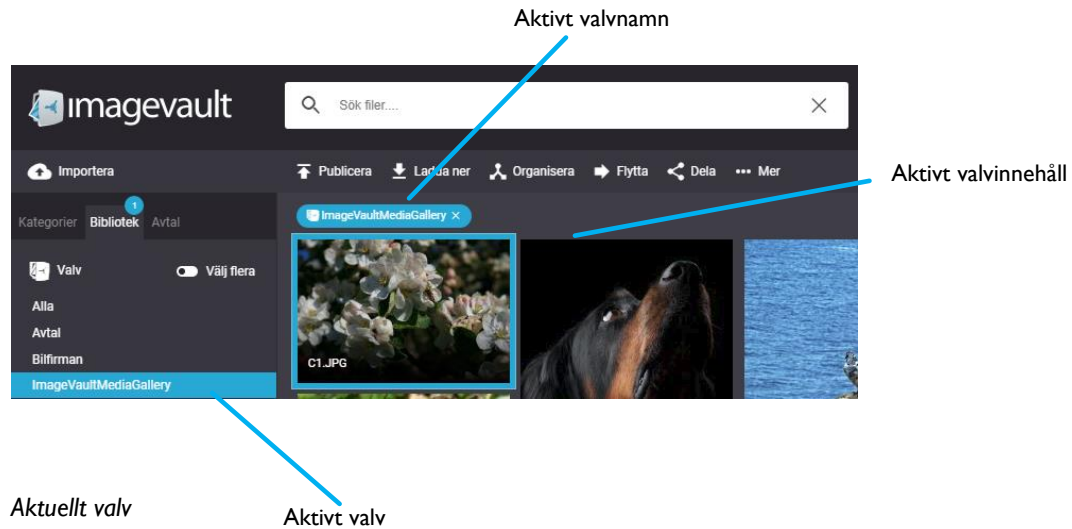 Aktivt valvnamn
ımagevault
Sök filer....
Importera
Publicera Ladda ner Organisera Flytta Dela ••• Mer
Aktivt valvinnehåll
Kategorier Bibliotek 1 Avtal
ImageVaultMediaGallery ×
Valv Välj flera
Alla
Avtal
Bilfirman
ImageVaultMediaGallery
C1.JPG
Aktuellt valv
Aktivt valv